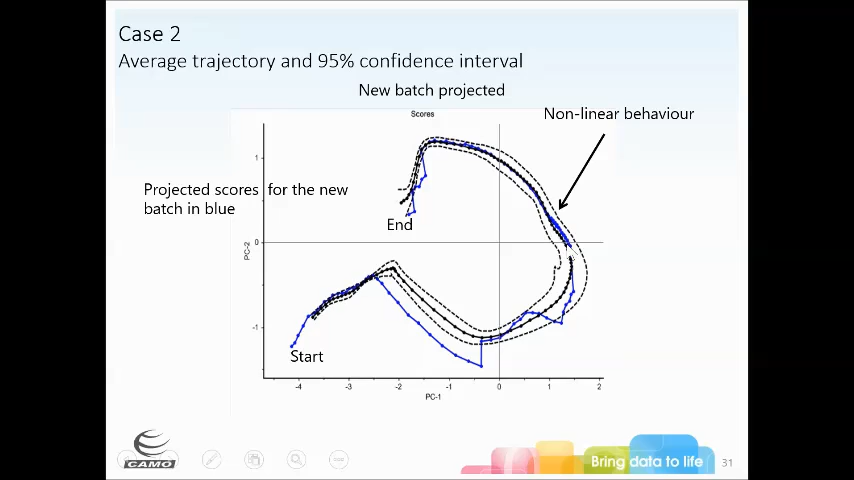 Case 2
Average trajectory and 95% confidence interval
New batch projected
Scores
Non-linear behaviour
Projected scores for the new
batch in blue
End
Start
1
0
-1
PC-2
-4 -3 -2 -1 0 1 2
PC-1
CAMO
Bring data to life
31